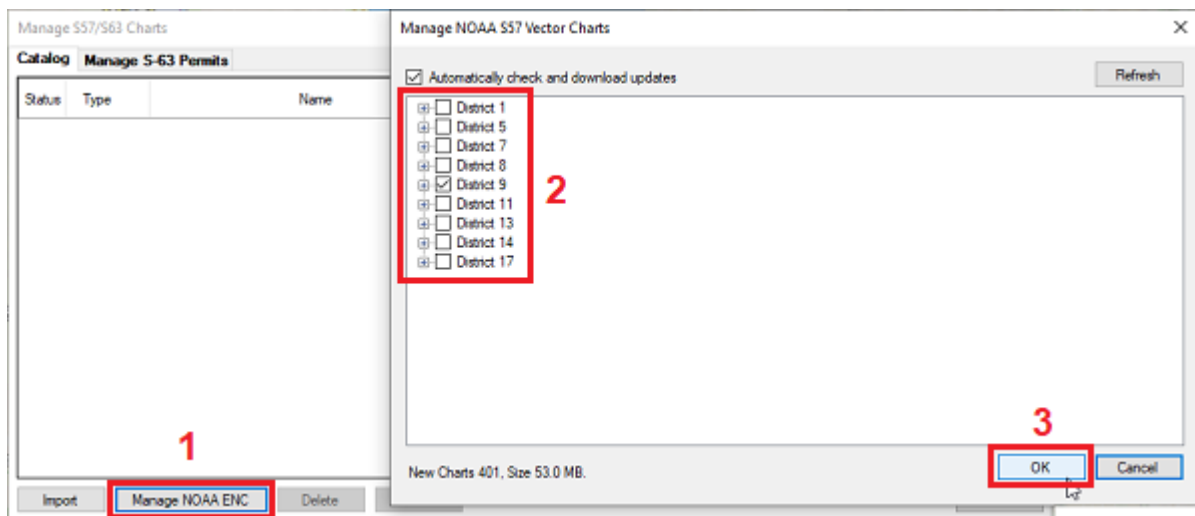 Manage S57/S63 Charts
Catalog Manage S-63 Permits
Status Type Name
1
Import Manage NOAA ENC Delete
Manage NOAA S57 Vector Charts
Automatically check and download updates Refresh
District 1
District 5
District 7
District 8
District 9
District 11
District 13
District 14
District 17
2
3
New Charts 401, Size 53.0 MB. OK Cancel